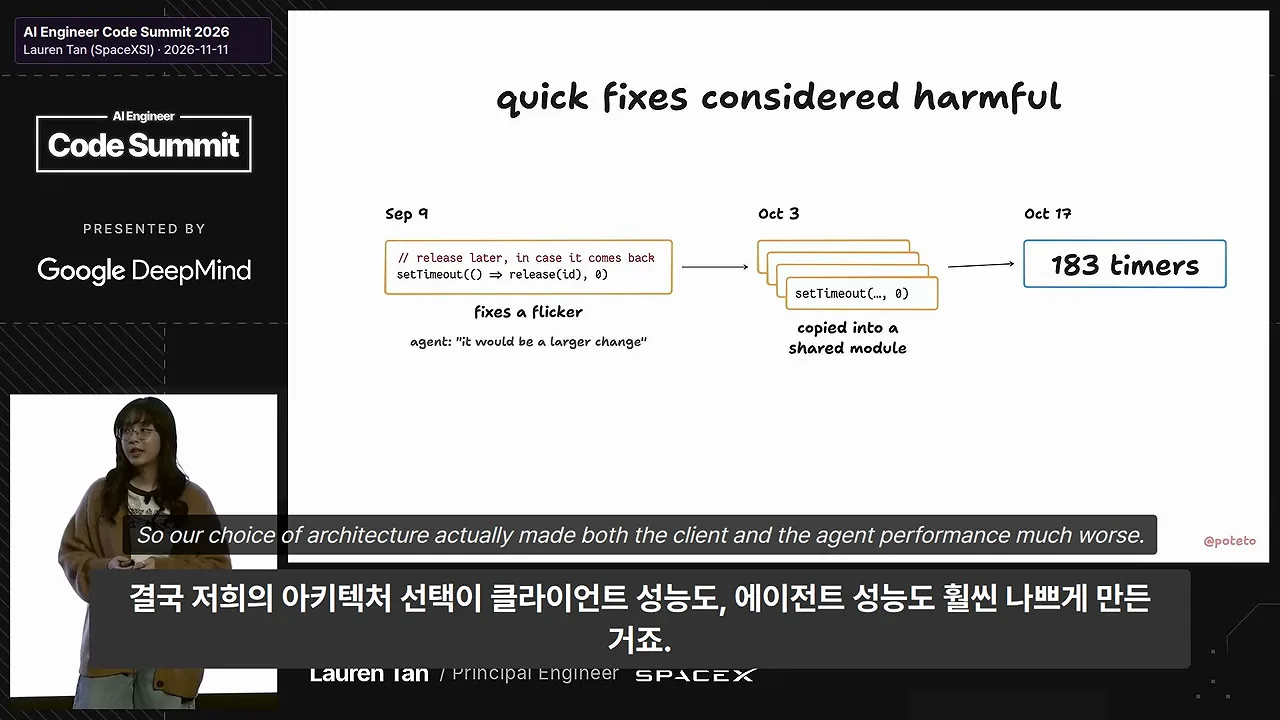 AI Engineer Code Summit 2026
Lauren Tan (SpaceXSI) · 2026-11-11
AI Engineer
Code Summit
PRESENTED BY
Google DeepMind
quick fixes considered harmful
Sep 9
// release later, in case it comes back
setTimeout(() => release(id), 0)
fixes a flicker
agent: "it would be a larger change"
Oct 3
setTimeout(…, 0)
copied into a
shared module
Oct 17
183 timers
@poteto
So our choice of architecture actually made both the client and the agent performance much worse.
결국 저희의 아키텍처 선택이 클라이언트 성능도, 에이전트 성능도 훨씬 나쁘게 만든
거죠.
Lauren Tan / Principal Engineer SPACEX